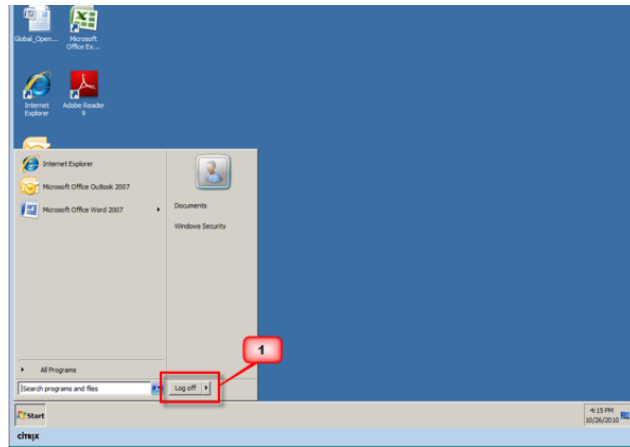 Global_Open...
Microsoft
Office Ex...
Internet
Explorer
Adobe Reader
9
Internet Explorer
Microsoft Office Outlook 2007
Microsoft Office Word 2007
Documents
Windows Security
1
All Programs
Search programs and files
Log off
Start
4:15 PM
10/26/2010
citrix